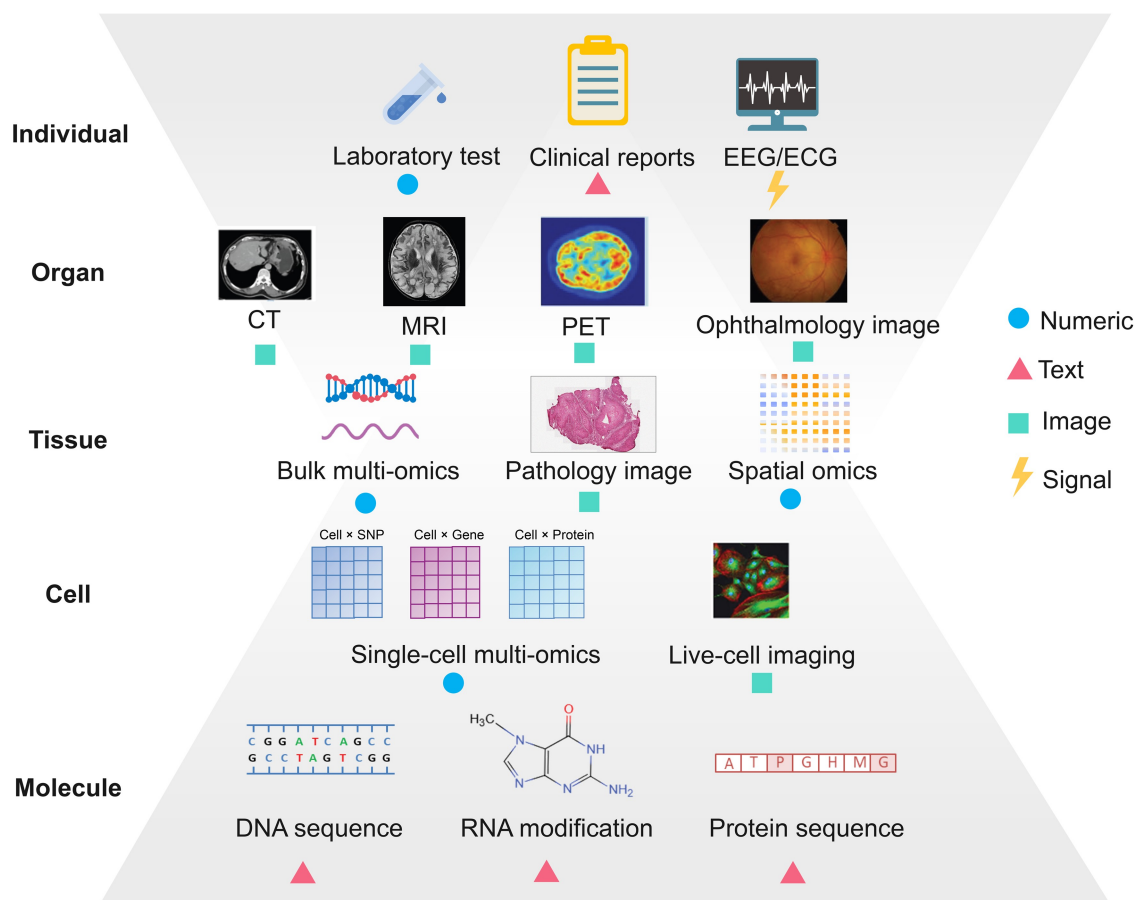 Individual
Laboratory test
Clinical reports
EEG/ECG
Organ
CT
MRI
PET
Ophthalmology image
Numeric
Text
Image
Signal
Tissue
Bulk multi-omics
Pathology image
Spatial omics
Cell × SNP
Cell × Gene
Cell × Protein
Cell
Single-cell multi-omics
Live-cell imaging
Molecule
C G G A T C A G C C
G C C T A G T C G G
H₃C
O
N
NH
N
N
NH₂
A T P G H M G
DNA sequence
RNA modification
Protein sequence